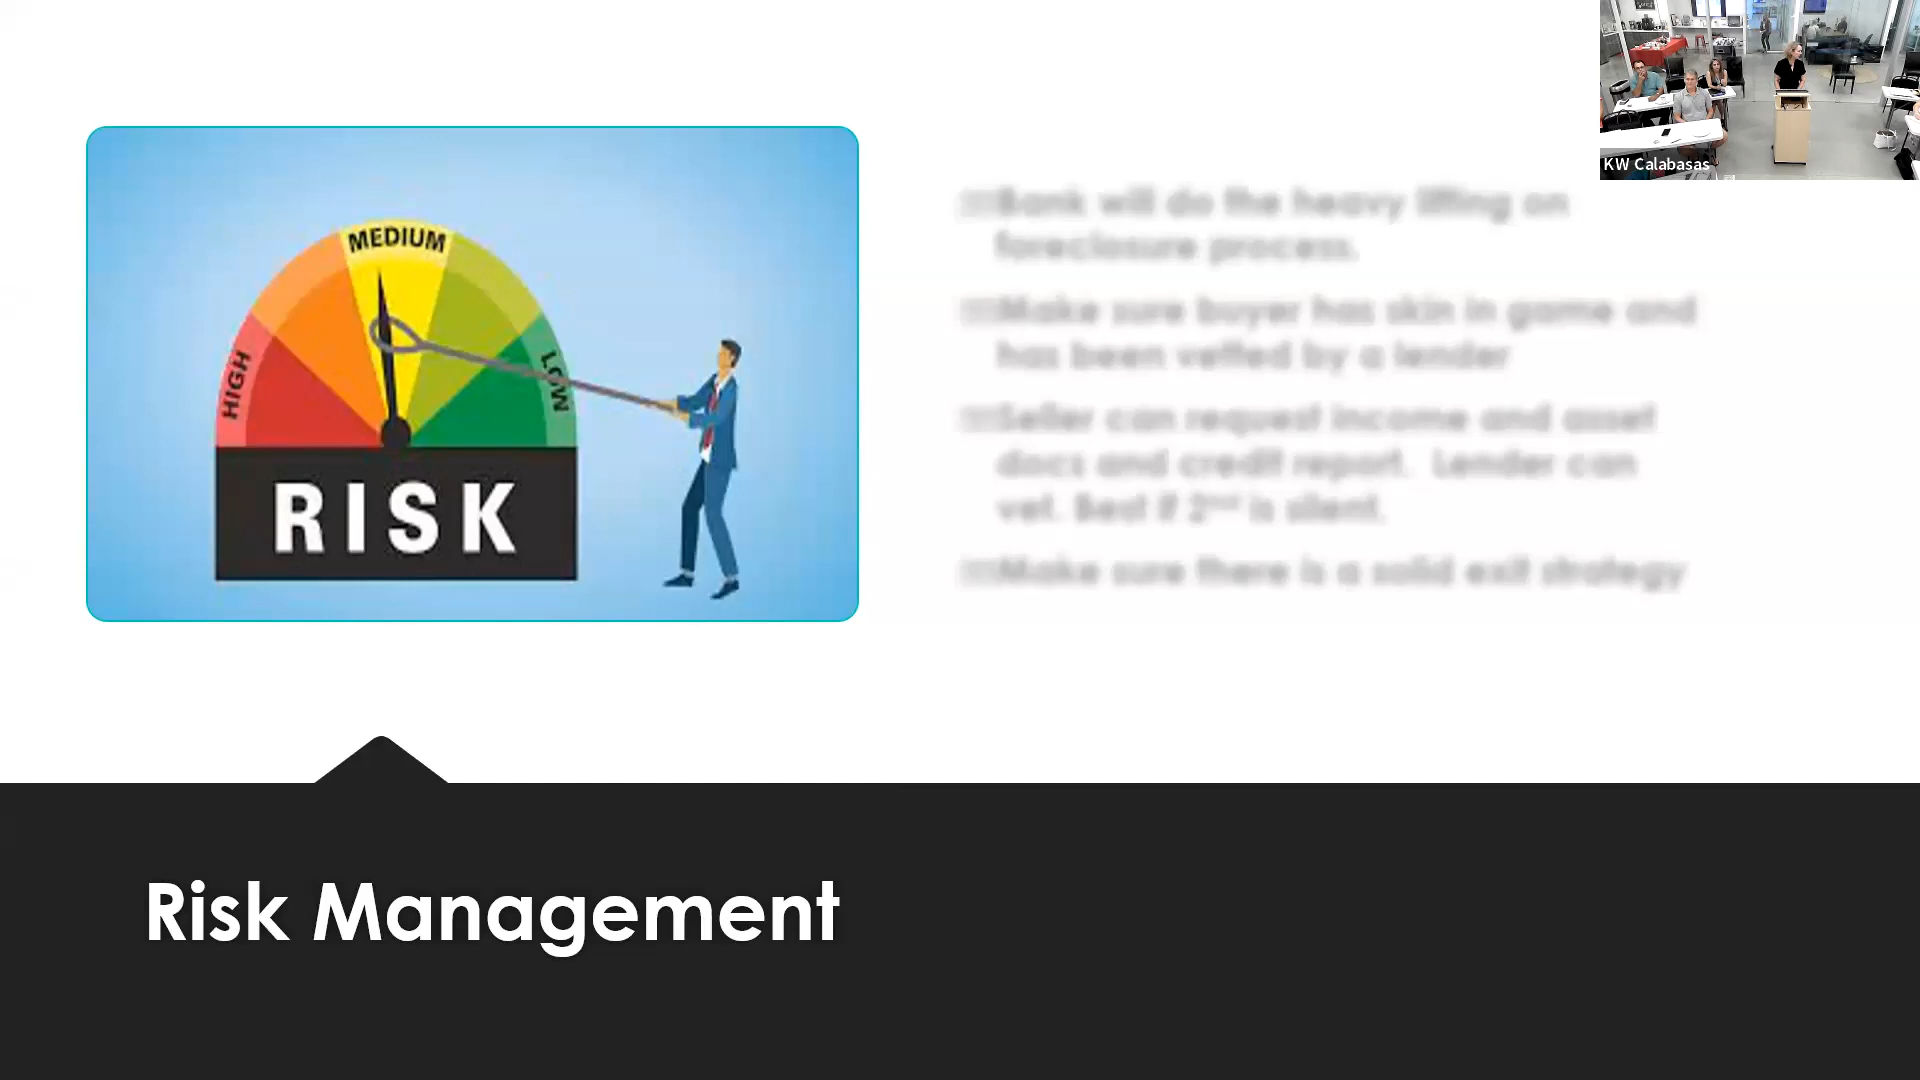 KW Calabasas
MEDIUM
HIGH
LOW
RISK
Bank will do the heavy lifting on
foreclosure process.
Make sure buyer has skin in game and
has been vetted by a lender
Seller can request income and asset
docs and credit report. Lender can
vet. Best if 2nd is silent.
Make sure there is a solid exit strategy
Risk Management